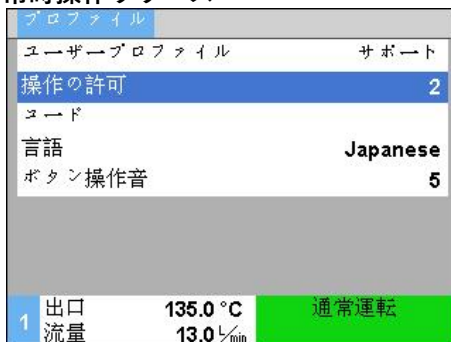 プロファイル
ユーザープロファイル サポート
操作の許可 2
コード
言語 Japanese
ボタン操作音 5
1 出口 135.0 °C 通常運転
流量 13.0 L/min